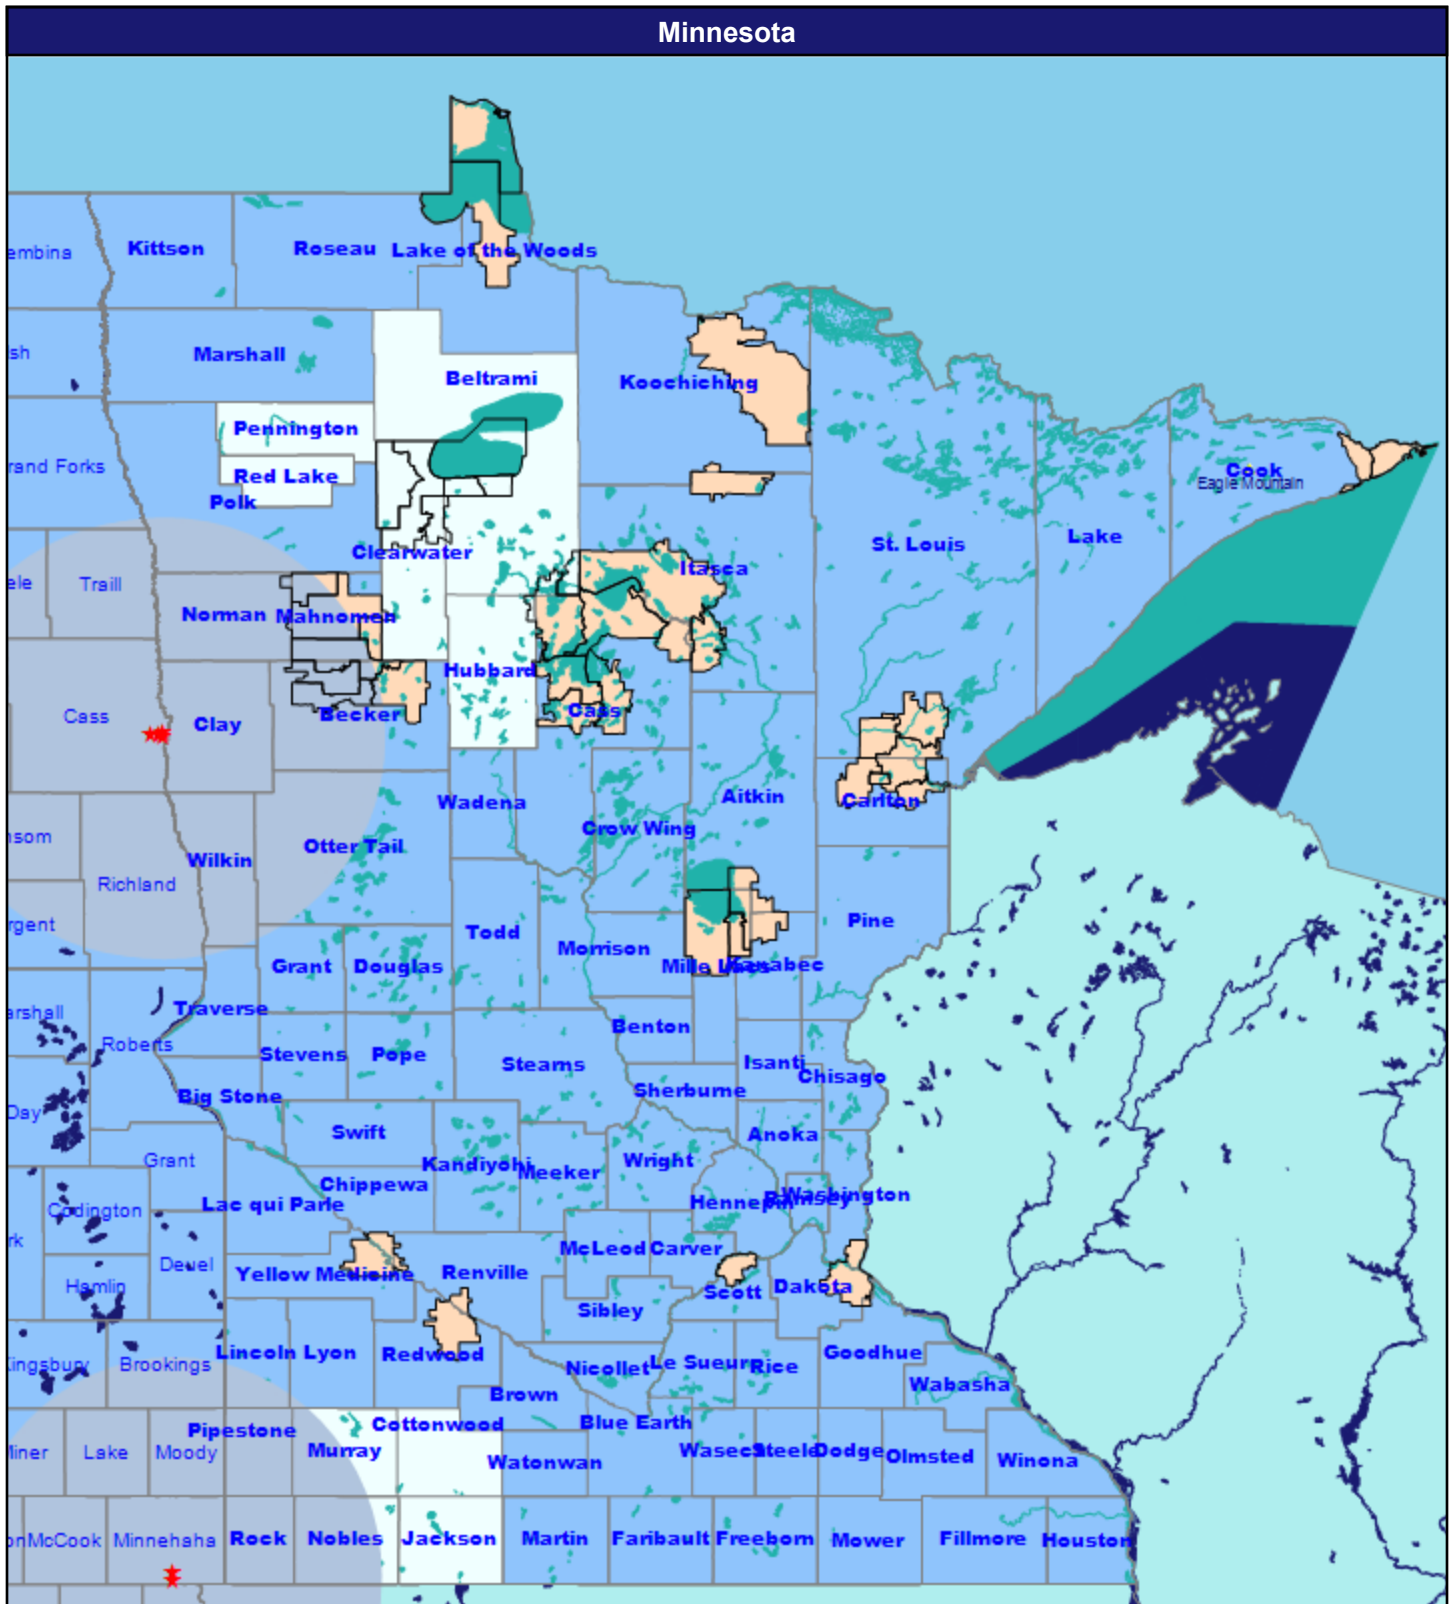 Minnesota
embina
Kittson
Roseau
Lake of the Woods
sh
Marshall
Beltrami
Koochiching
Pennington
rand Forks
Red Lake
Polk
Cook
Eagle Mountain
Clearwater
St. Louis
Lake
Itasca
ele
Traill
Norman
Mahnomen
Hubbard
Cass
Clay
Becker
Cass
Wadena
Aitkin
Carlton
Crow Wing
nsom
Otter Tail
Wilkin
Richland
rgent
Todd
Morrison
Pine
Grant
Douglas
Mille Lacs
Kanabec
arshall
Traverse
Roberts
Benton
Stevens
Pope
Stearns
Isanti
Chisago
Big Stone
Sherburne
Day
Swift
Anoka
Grant
Kandiyohi
Meeker
Wright
Chippewa
Lac qui Parle
Hennepin
Ramsey
Washington
Codington
rk
McLeod
Carver
Deuel
Yellow Medicine
Renville
Hamlin
Scott
Dakota
Sibley
Kingsbury
Brookings
Lincoln
Lyon
Redwood
Nicollet
Le Sueur
Rice
Goodhue
Wabasha
Brown
Pipestone
Cottonwood
Blue Earth
Miner
Lake
Moody
Murray
Watonwan
Waseca
Steele
Dodge
Olmsted
Winona
on
McCook
Minnehaha
Rock
Nobles
Jackson
Martin
Faribault
Freeborn
Mower
Fillmore
Houston